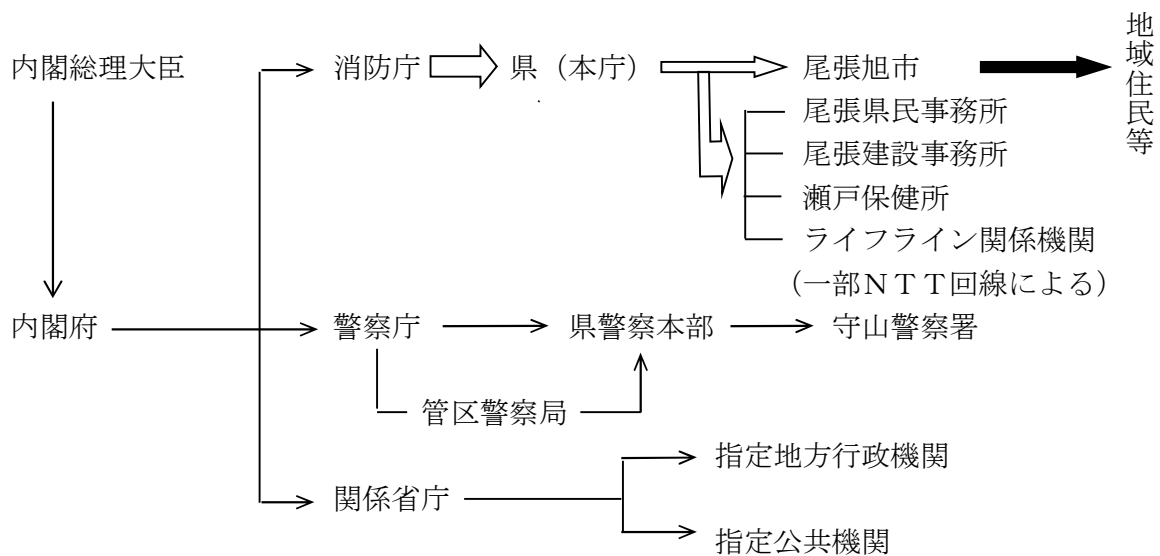 内閣総理大臣
消防庁
県（本庁）
尾張旭市
地域住民等
尾張県民事務所
尾張建設事務所
瀬戸保健所
ライフライン関係機関
（一部ＮＴＴ回線による）
内閣府
警察庁
県警察本部
守山警察署
管区警察局
指定地方行政機関
関係省庁
指定公共機関